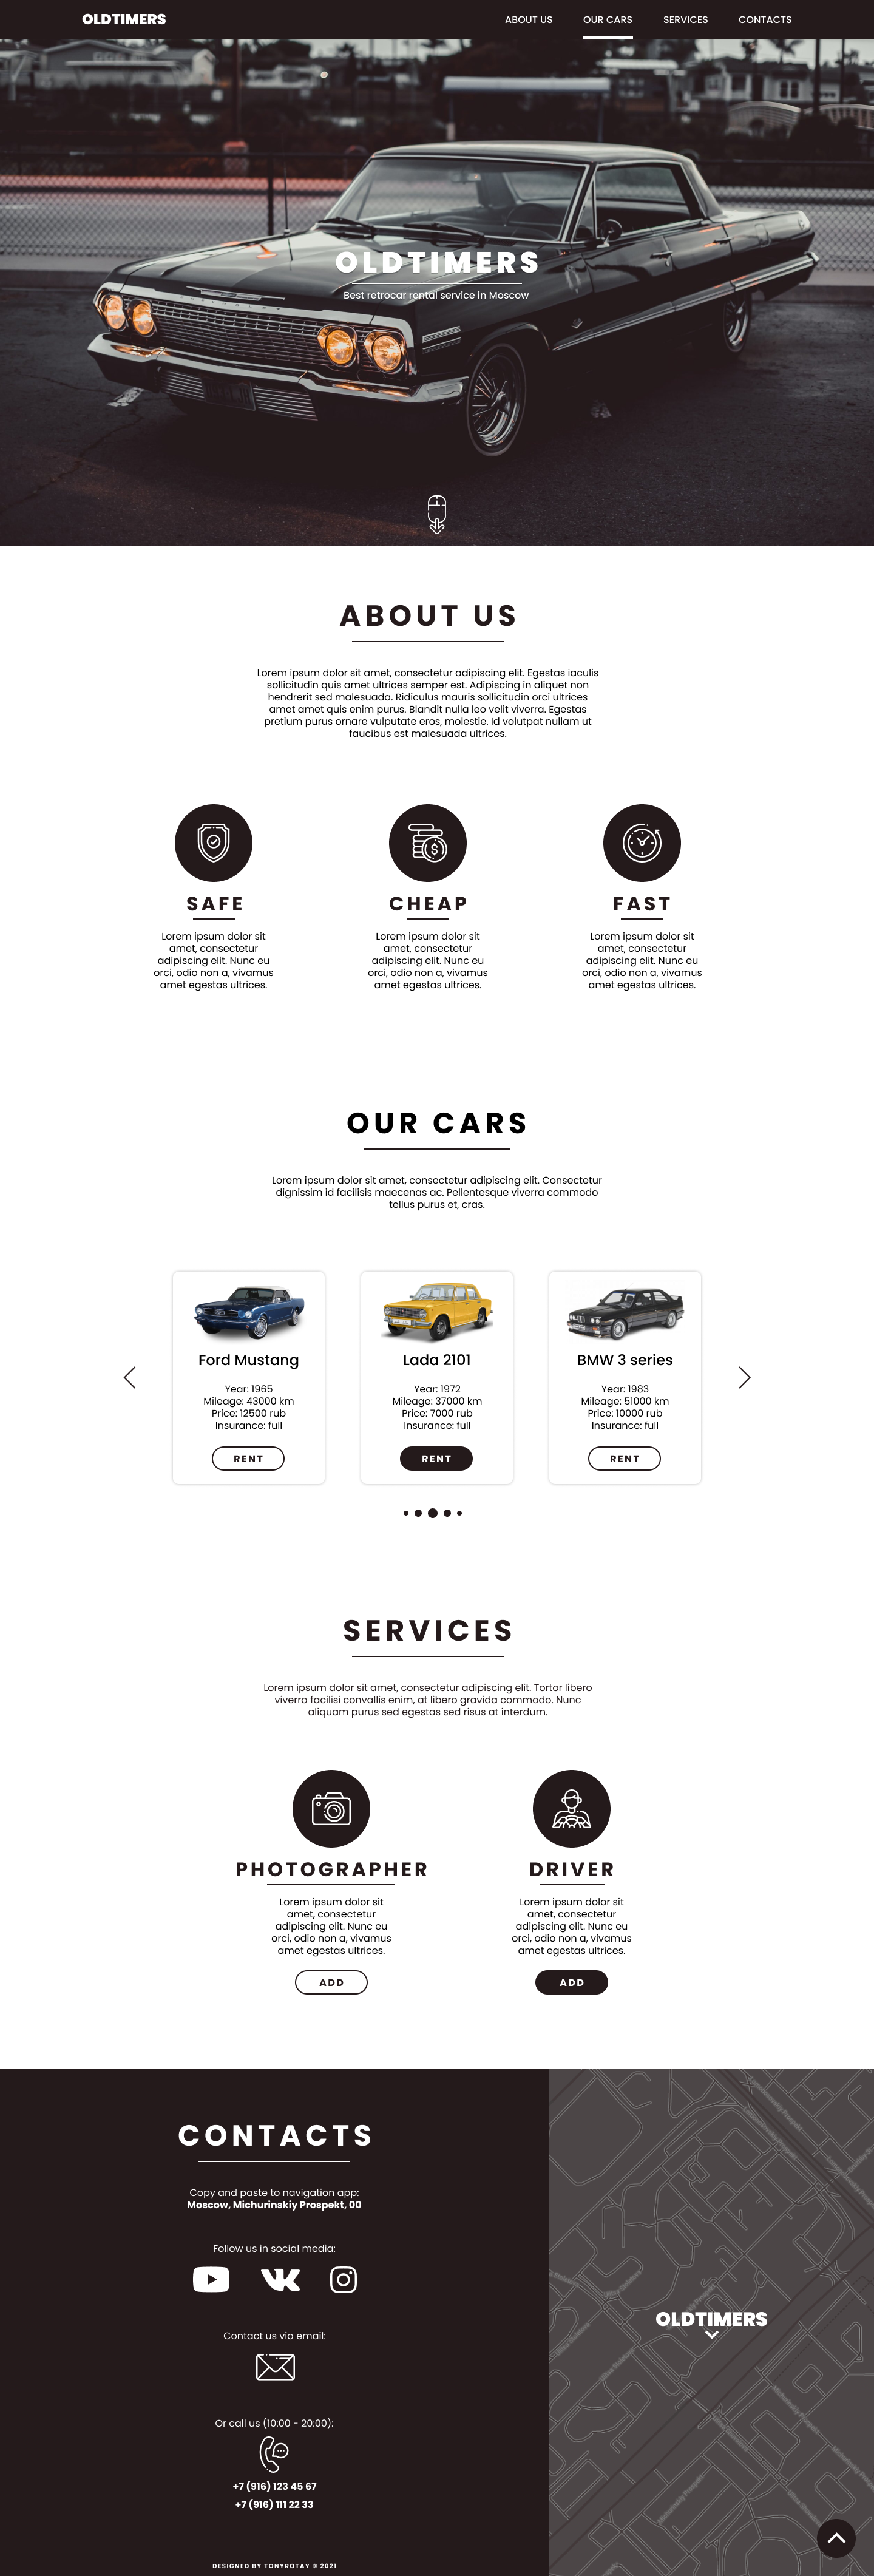 OLDTIMERS
ABOUT US
OUR CARS
SERVICES
CONTACTS
OLDTIMERS
Best retrocar rental service in Moscow
ABOUT US
Lorem ipsum dolor sit amet, consectetur adipiscing elit. Egestas iaculis
sollicitudin quis amet ultrices semper est. Adipiscing in aliquet non
hendrerit sed malesuada. Ridiculus mauris sollicitudin orci ultrices
amet amet quis enim purus. Blandit nulla leo velit viverra. Egestas
pretium purus ornare vulputate eros, molestie. Id volutpat nullam ut
faucibus est malesuada ultrices.
SAFE
Lorem ipsum dolor sit
amet, consectetur
adipiscing elit. Nunc eu
orci, odio non a, vivamus
amet egestas ultrices.
CHEAP
Lorem ipsum dolor sit
amet, consectetur
adipiscing elit. Nunc eu
orci, odio non a, vivamus
amet egestas ultrices.
FAST
Lorem ipsum dolor sit
amet, consectetur
adipiscing elit. Nunc eu
orci, odio non a, vivamus
amet egestas ultrices.
OUR CARS
Lorem ipsum dolor sit amet, consectetur adipiscing elit. Consectetur
dignissim id facilisis maecenas ac. Pellentesque viverra commodo
tellus purus et, cras.
Ford Mustang
Year: 1965
Mileage: 43000 km
Price: 12500 rub
Insurance: full
RENT
Lada 2101
Year: 1972
Mileage: 37000 km
Price: 7000 rub
Insurance: full
RENT
BMW 3 series
Year: 1983
Mileage: 51000 km
Price: 10000 rub
Insurance: full
RENT
SERVICES
Lorem ipsum dolor sit amet, consectetur adipiscing elit. Tortor libero
viverra facilisi convallis enim, at libero gravida commodo. Nunc
aliquam purus sed egestas sed risus at interdum.
PHOTOGRAPHER
Lorem ipsum dolor sit
amet, consectetur
adipiscing elit. Nunc eu
orci, odio non a, vivamus
amet egestas ultrices.
ADD
DRIVER
Lorem ipsum dolor sit
amet, consectetur
adipiscing elit. Nunc eu
orci, odio non a, vivamus
amet egestas ultrices.
ADD
CONTACTS
Copy and paste to navigation app:
Moscow, Michurinskiy Prospekt, 00
Follow us in social media:
Contact us via email:
Or call us (10:00 - 20:00):
+7 (916) 123 45 67
+7 (916) 111 22 33
DESIGNED BY TONYROTAY © 2021
OLDTIMERS